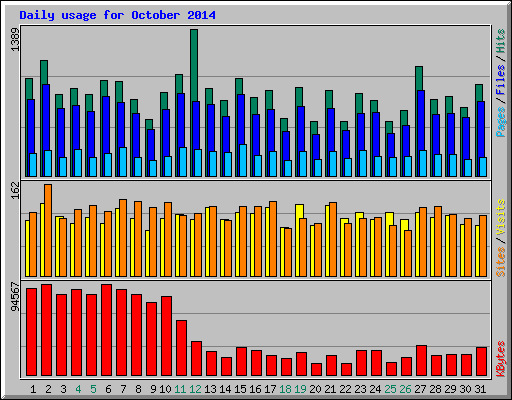 Daily usage for October 2014
1389
Pages / Files / Hits
162
Sites / Visits
94567
KBytes
1 2 3 4 5 6 7 8 9 10 11 12 13 14 15 16 17 18 19 20 21 22 23 24 25 26 27 28 29 30 31